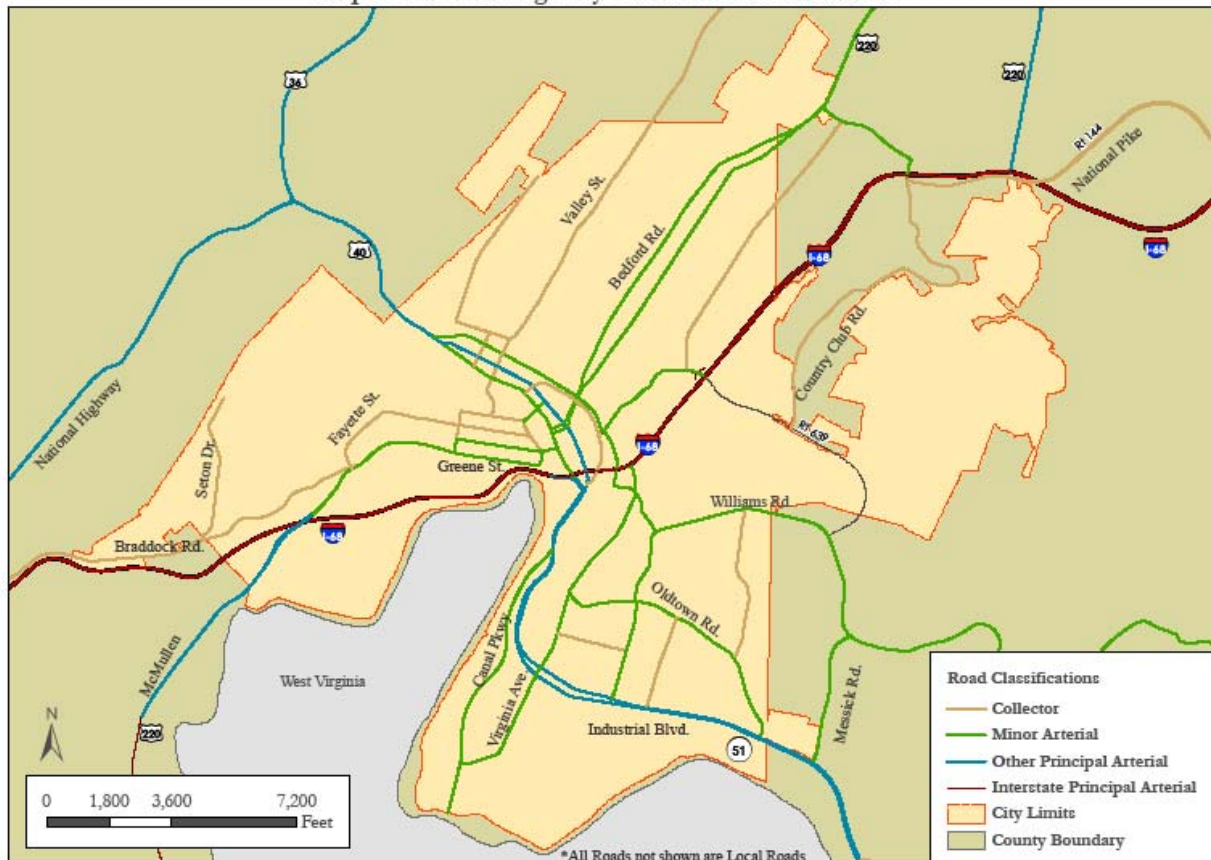 220
36
220
Rt 144
National Pike
Valley St.
40
Bedford Rd.
I-68
I-68
Country Club Rd.
National Highway
Fayette St.
Seton Dr.
Rt 639
Greene St.
I-68
Williams Rd.
I-68
Braddock Rd.
Oldtown Rd.
McMullen
Canal Pkwy
West Virginia
Virginia Ave.
Messick Rd.
Industrial Blvd.
220
51
N
0 1,800 3,600 7,200
Feet
Road Classifications
Collector
Minor Arterial
Other Principal Arterial
Interstate Principal Arterial
City Limits
County Boundary
*All Roads not shown are Local Roads